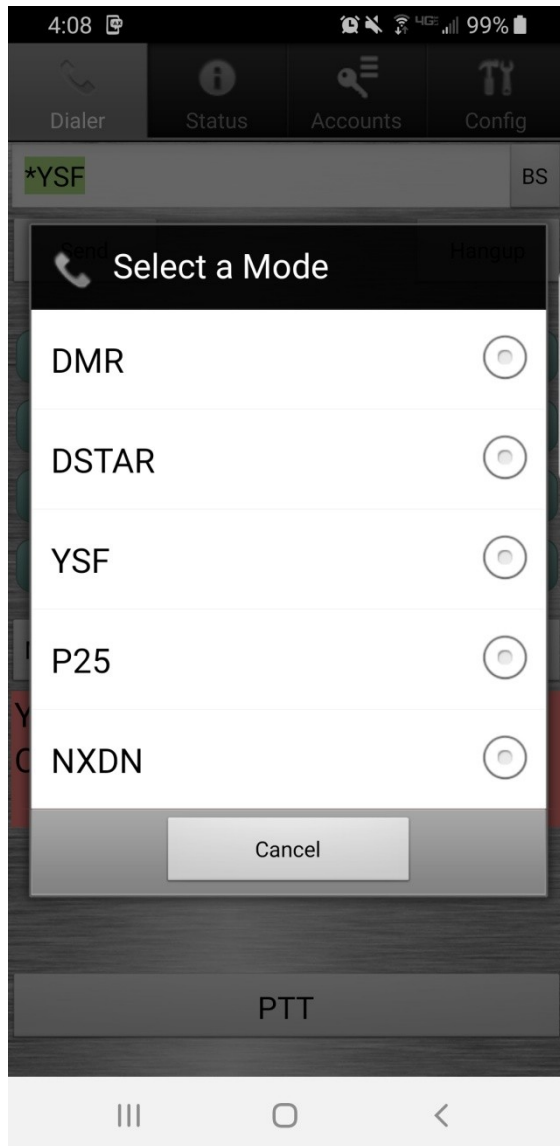 4:08 4GE 99%
Dialer Status Accounts Config
*YSF BS
Send Hangup
Select a Mode
DMR
DSTAR
YSF
P25
NXDN
Cancel
PTT